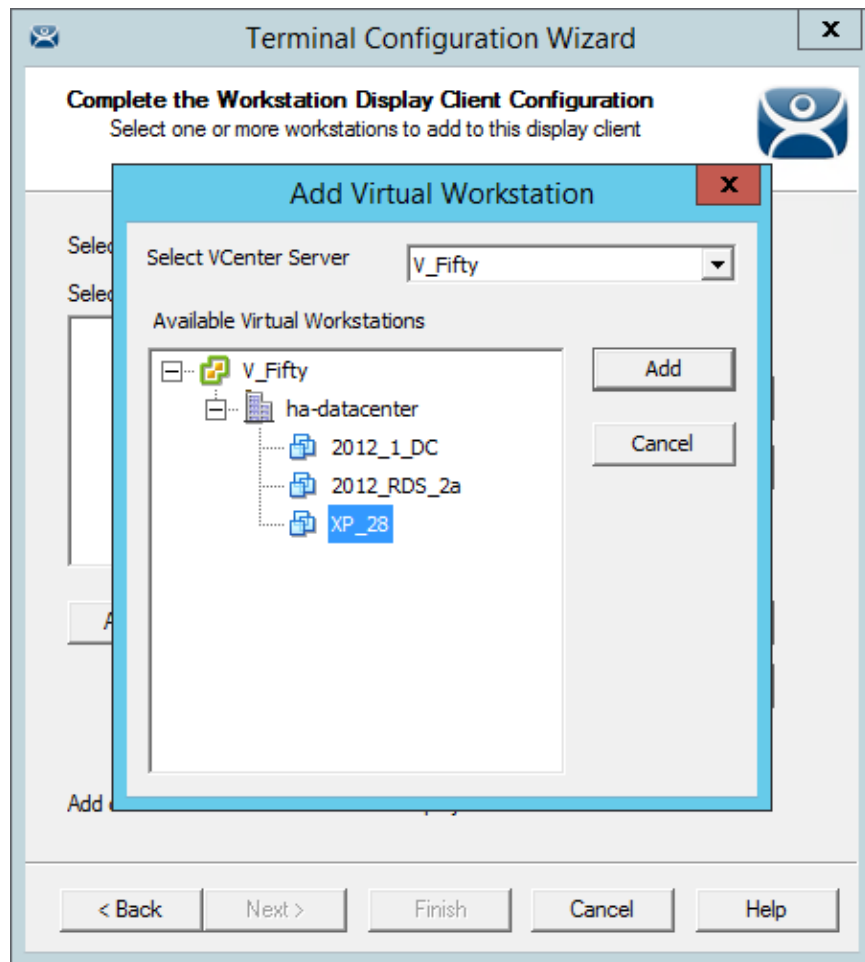 Terminal Configuration Wizard
x
Complete the Workstation Display Client Configuration
Select one or more workstations to add to this display client
Add Virtual Workstation
x
Select VCenter Server
V_Fifty
Available Virtual Workstations
V_Fifty
Add
ha-datacenter
2012_1_DC
Cancel
2012_RDS_2a
XP_28
Add
< Back
Next >
Finish
Cancel
Help